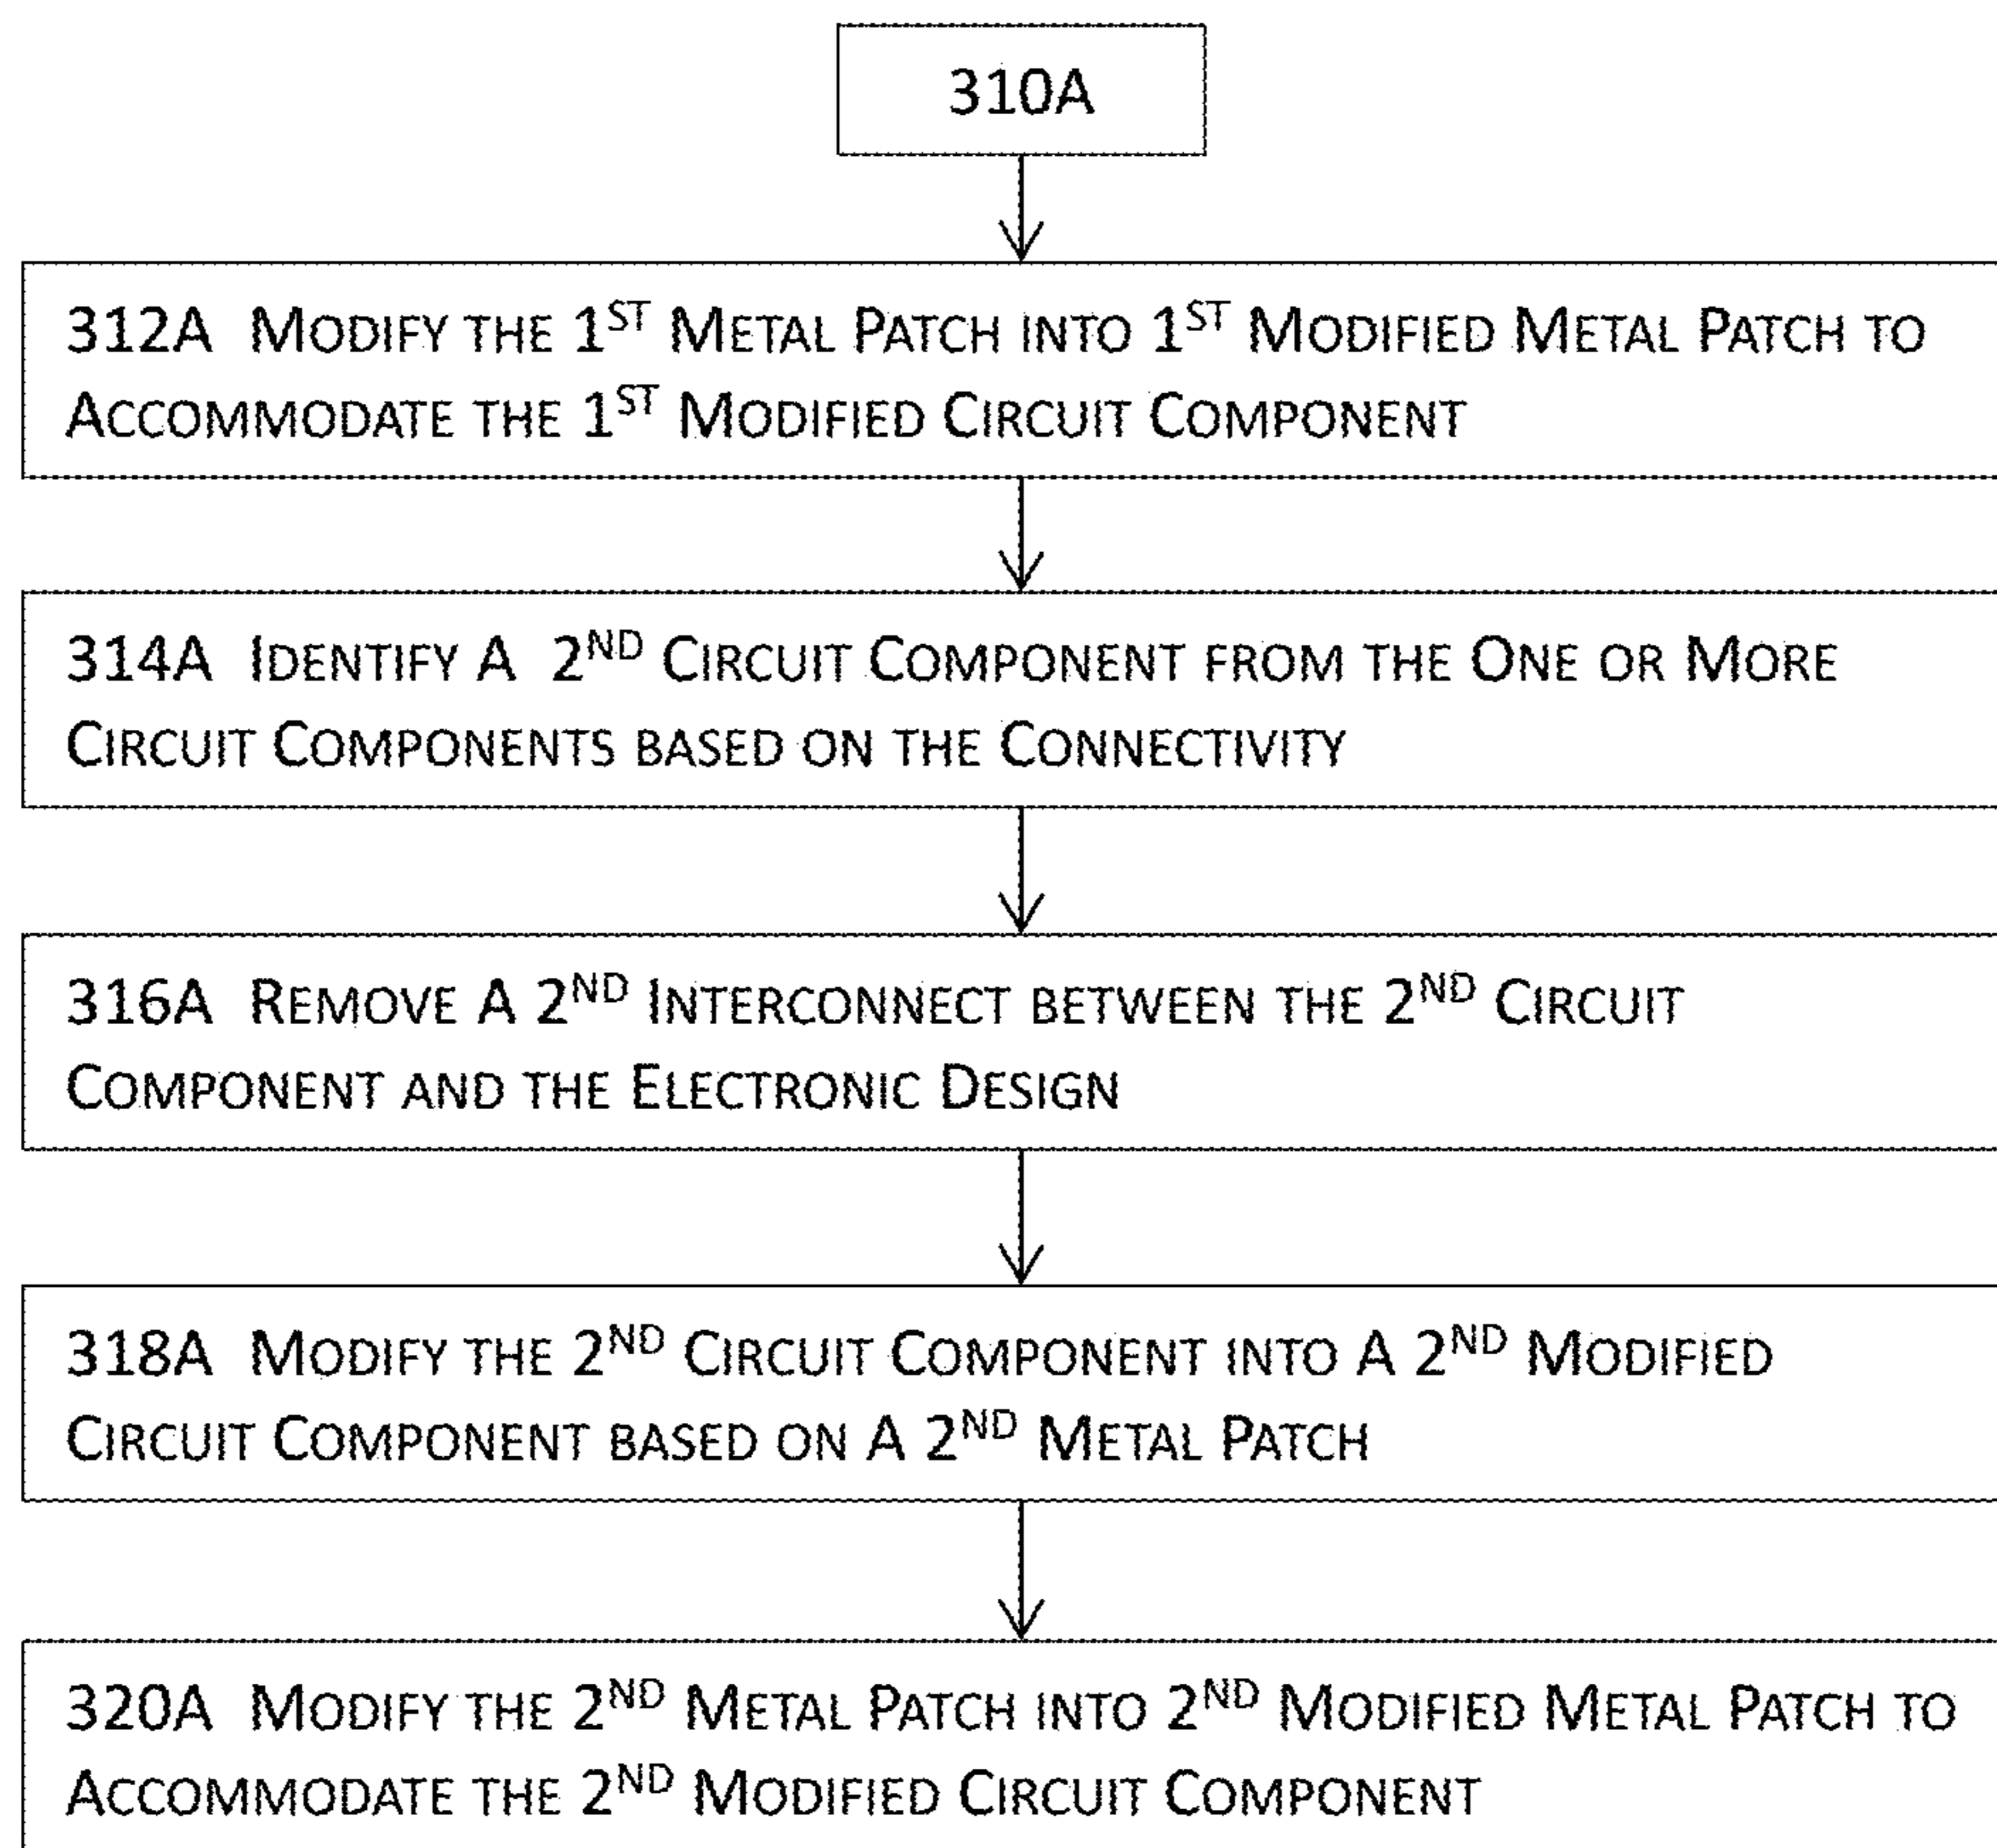 310A
312A MODIFY THE 1ST METAL PATCH INTO 1ST MODIFIED METAL PATCH TO
ACCOMMODATE THE 1ST MODIFIED CIRCUIT COMPONENT
314A IDENTIFY A 2ND CIRCUIT COMPONENT FROM THE ONE OR MORE
CIRCUIT COMPONENTS BASED ON THE CONNECTIVITY
316A REMOVE A 2ND INTERCONNECT BETWEEN THE 2ND CIRCUIT
COMPONENT AND THE ELECTRONIC DESIGN
318A MODIFY THE 2ND CIRCUIT COMPONENT INTO A 2ND MODIFIED
CIRCUIT COMPONENT BASED ON A 2ND METAL PATCH
320A MODIFY THE 2ND METAL PATCH INTO 2ND MODIFIED METAL PATCH TO
ACCOMMODATE THE 2ND MODIFIED CIRCUIT COMPONENT